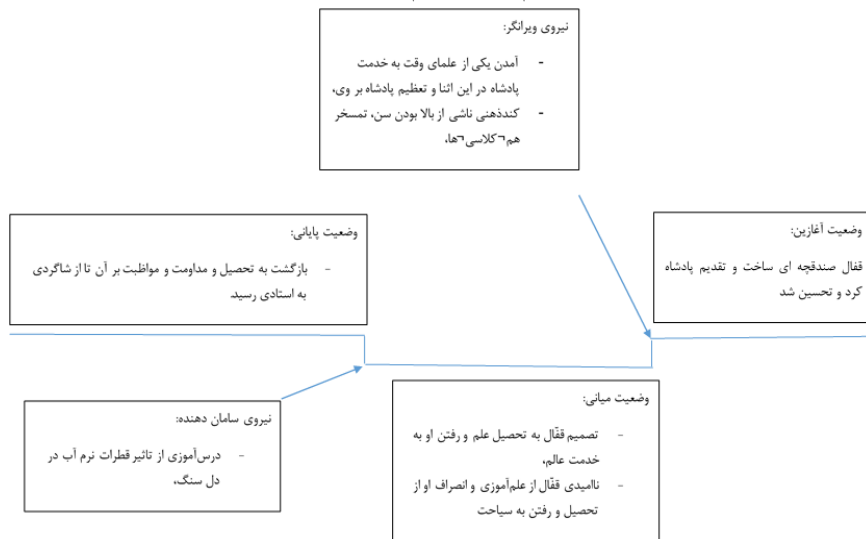 نیروی ویرانگر:
- آمدن یکی از علمای وقت به خدمت
پادشاه در این اثنا و تعظیم پادشاه بر وی،
- کندذهنی ناشی از بالا بودن سن، تمسخر
هم¬کلاسی¬ها،
وضعیت آغازین:
قفال صندقچه ای ساخت و تقدیم پادشاه
کرد و تحسین شد
وضعیت پایانی:
- بازگشت به تحصیل و مداومت و مواظبت بر آن تا از شاگردی
به استادی رسید.
وضعیت میانی:
- تصمیم قفّال به تحصیل علم و رفتن او به
خدمت عالم،
- ناامیدی قفّال از علم‌آموزی و انصراف او از
تحصیل و رفتن به سیاحت
نیروی سامان دهنده:
- درس‌آموزی از تاثیر قطرات نرم آب در
دل سنگ،